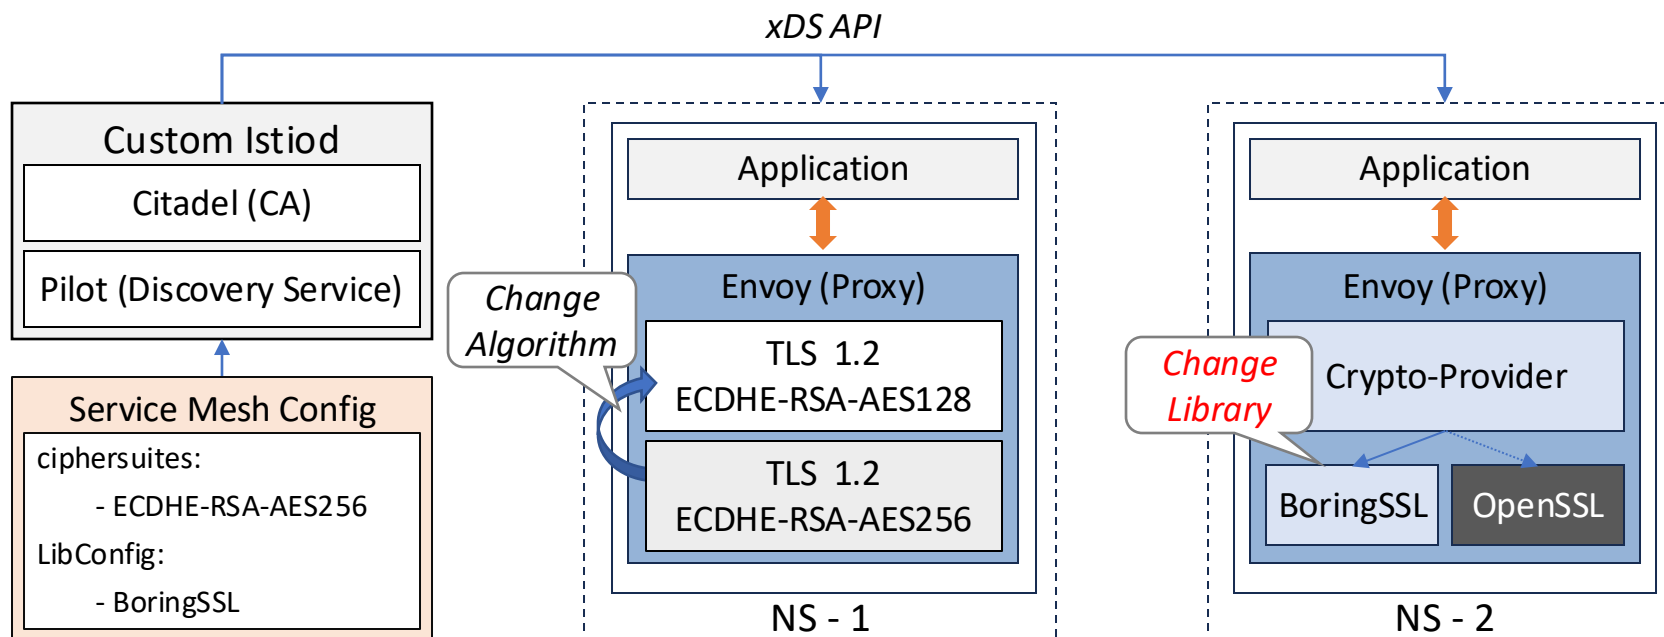 xDS API
Custom Istiod
Citadel (CA)
Pilot (Discovery Service)
Service Mesh Config
ciphersuites:
- ECDHE-RSA-AES256
LibConfig:
- BoringSSL
Application
Envoy (Proxy)
Change
Algorithm
TLS 1.2
ECDHE-RSA-AES128
TLS 1.2
ECDHE-RSA-AES256
NS - 1
Application
Envoy (Proxy)
Change
Library
Crypto-Provider
BoringSSL
OpenSSL
NS - 2